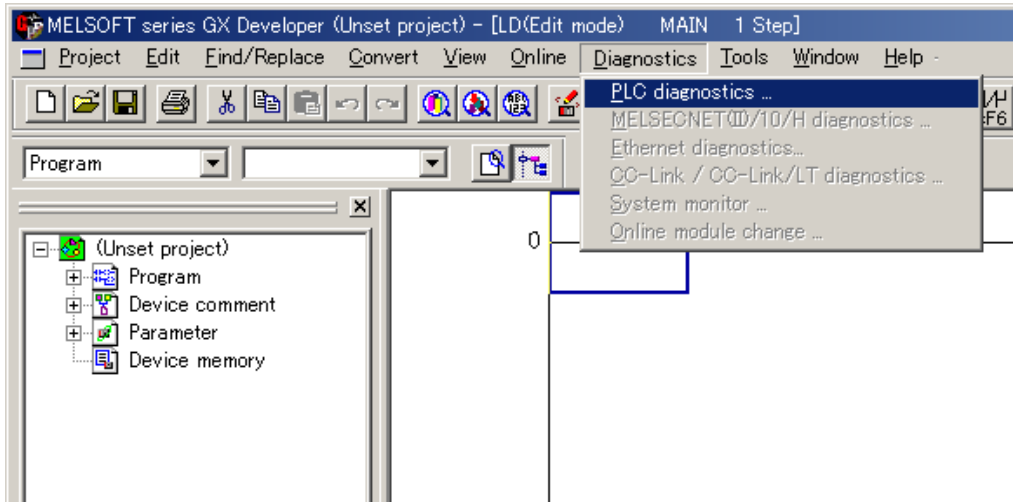 MELSOFT series GX Developer (Unset project) - [LD(Edit mode) MAIN 1 Step]
Project Edit Find/Replace Convert View Online Diagnostics Tools Window Help
PLC diagnostics ...
MELSECNET(II)/10/H diagnostics ...
F6
Ethernet diagnostics...
Program
CC-Link / CC-Link/LT diagnostics ...
System monitor ...
Online module change ...
0
(Unset project)
Program
Device comment
Parameter
Device memory